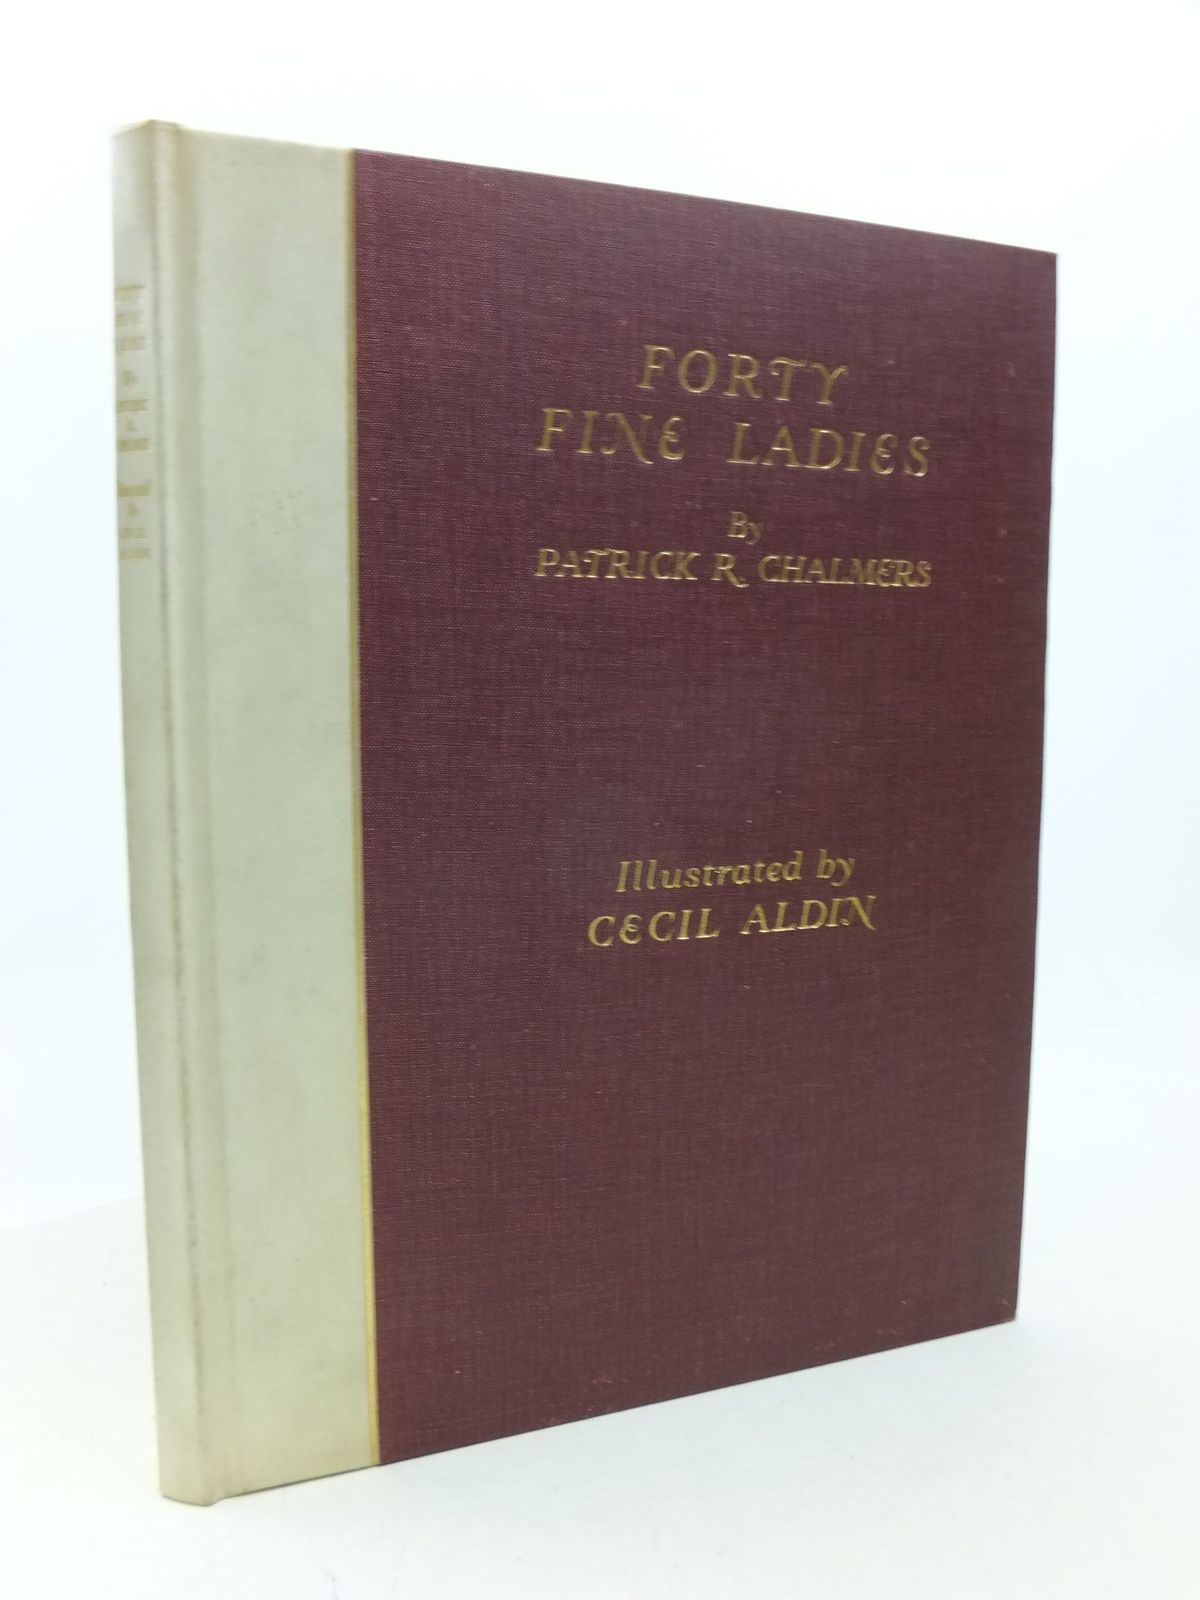 FORTY
FINE LADIES
By
PATRICK R. CHALMERS
Illustrated by
CECIL ALDIN